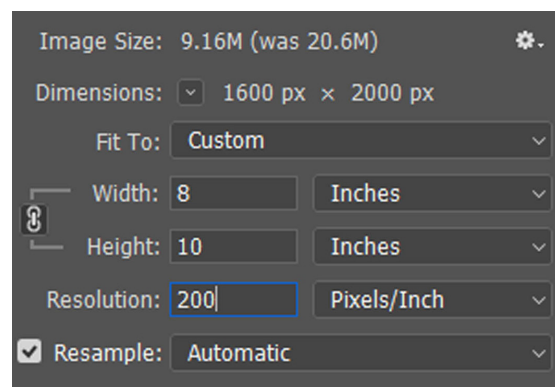 Image Size: 9.16M (was 20.6M)
Dimensions: 1600 px × 2000 px
Fit To: Custom
Width: 8 Inches
Height: 10 Inches
Resolution: 200 Pixels/Inch
Resample: Automatic